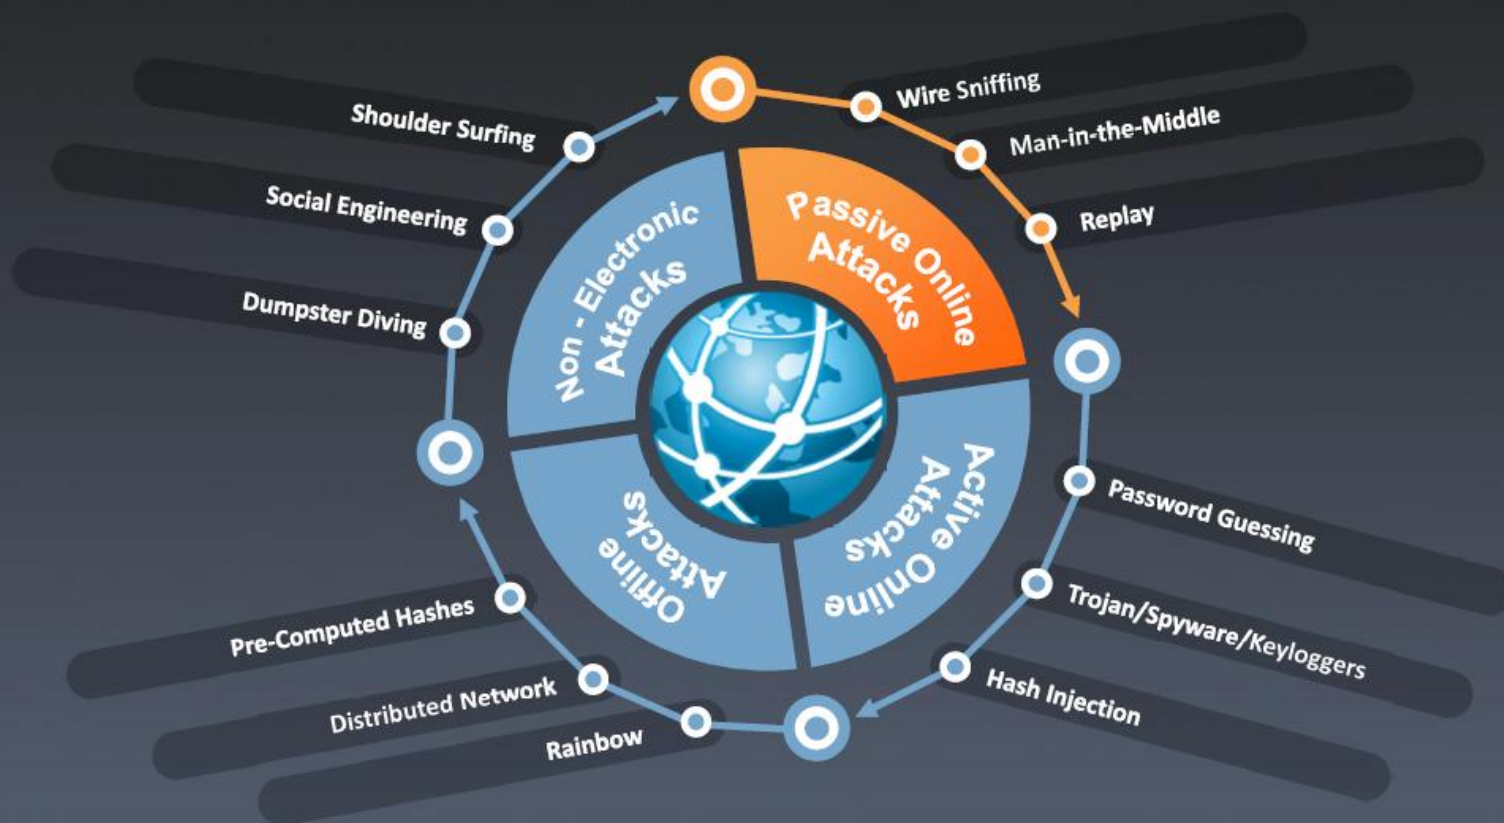 Passive Online
Attacks
Wire Sniffing
Man-in-the-Middle
Replay
Active Online
Attacks
Password Guessing
Trojan/Spyware/Keyloggers
Hash Injection
Offline
Attacks
Rainbow
Distributed Network
Pre-Computed Hashes
Non - Electronic
Attacks
Dumpster Diving
Social Engineering
Shoulder Surfing